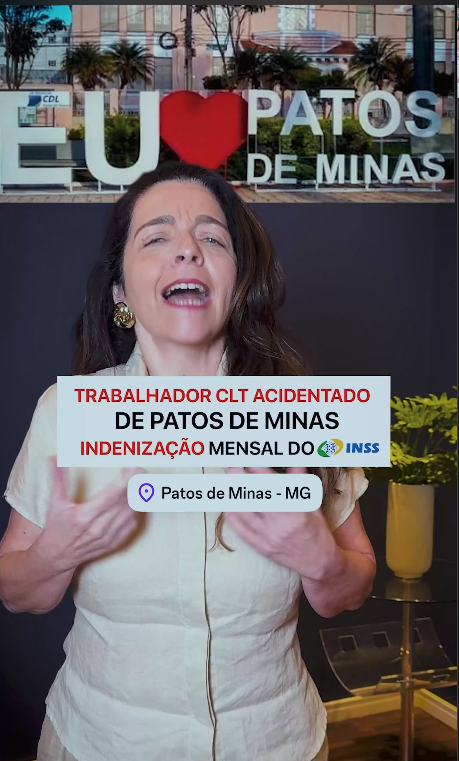 CDL
EU PATOS
DE MINAS
TRABALHADOR CLT ACIDENTADO
DE PATOS DE MINAS
INDENIZAÇÃO MENSAL DO INSS
Patos de Minas - MG